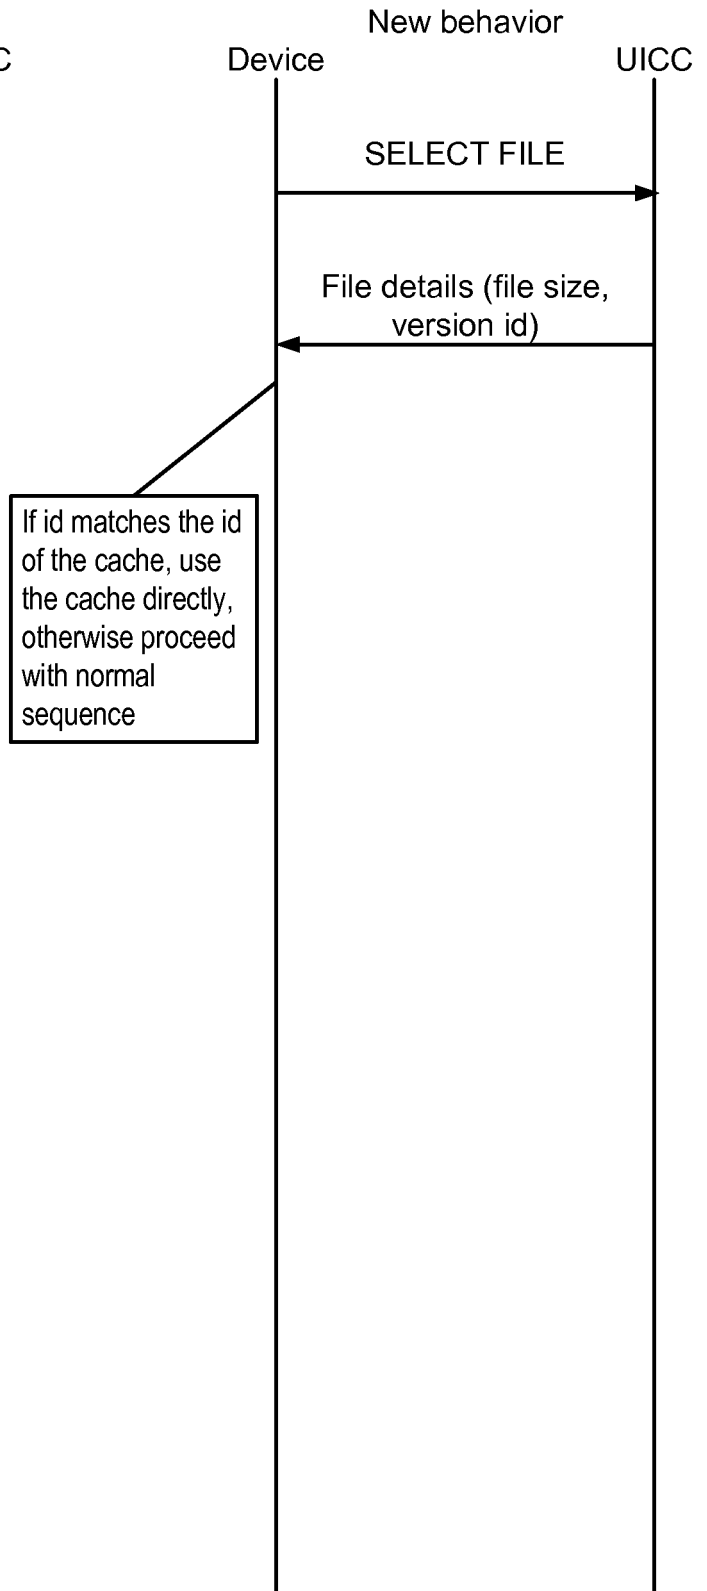 New behavior
C Device UICC
SELECT FILE
File details (file size,
version id)
If id matches the id
of the cache, use
the cache directly,
otherwise proceed
with normal
sequence